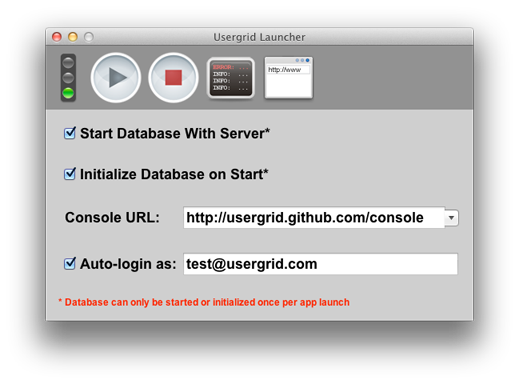 Usergrid Launcher
ERROR: ...
INFO: ...
INFO: ...
INFO: ...
http://www
Start Database With Server*
Initialize Database on Start*
Console URL: http://usergrid.github.com/console
Auto-login as: test@usergrid.com
* Database can only be started or initialized once per app launch